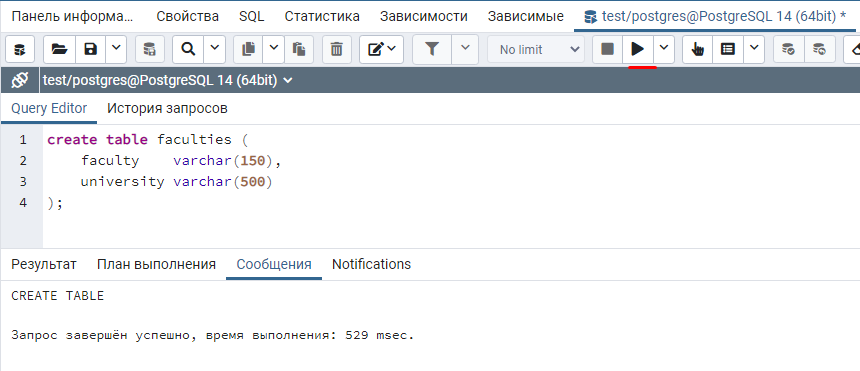 Панель информа... Свойства SQL Статистика Зависимости Зависимые test/postgres@PostgreSQL 14 (64bit) *
No limit
test/postgres@PostgreSQL 14 (64bit)
Query Editor История запросов
1 create table faculties (
2 faculty varchar(150),
3 university varchar(500)
4 );
Результат План выполнения Сообщения Notifications
CREATE TABLE
Запрос завершён успешно, время выполнения: 529 msec.